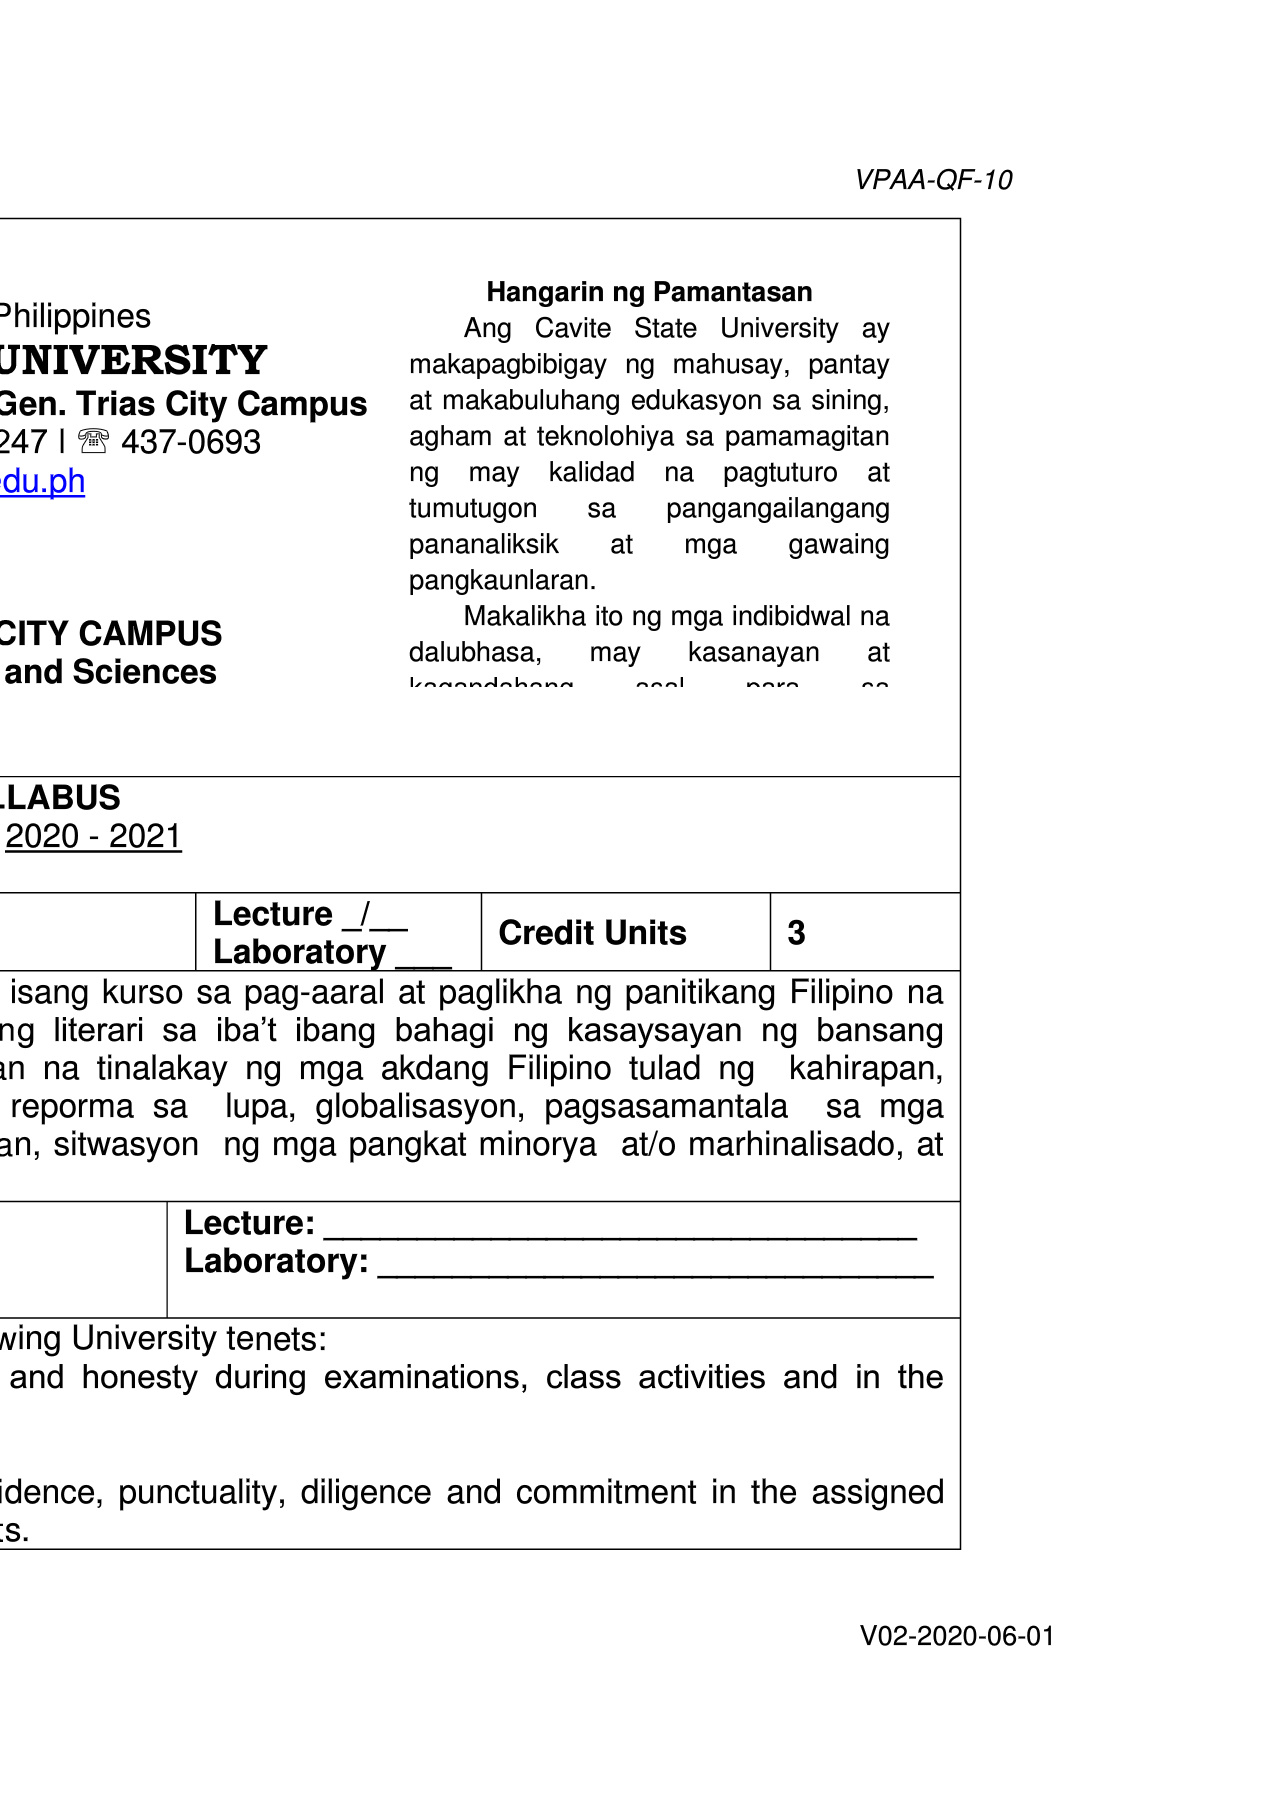 VPAA-QF-10
Philippines
UNIVERSITY
Gen. Trias City Campus
247 l ☏ 437-0693
edu.ph
CITY CAMPUS
and Sciences
Hangarin ng Pamantasan
Ang Cavite State University ay
makapagbibigay ng mahusay, pantay
at makabuluhang edukasyon sa sining,
agham at teknolohiya sa pamamagitan
ng may kalidad na pagtuturo at
tumutugon sa pangangailangang
pananaliksik at mga gawaing
pangkaunlaran.
Makalikha ito ng mga indibidwal na
dalubhasa, may kasanayan at
kagandahang asal para sa
LLABUS
2020 - 2021
Lecture _/__
Laboratory ___
Credit Units
3
isang kurso sa pag-aaral at paglikha ng panitikang Filipino na
ng literari sa iba’t ibang bahagi ng kasaysayan ng bansang
an na tinalakay ng mga akdang Filipino tulad ng kahirapan,
reporma sa lupa, globalisasyon, pagsasamantala sa mga
an, sitwasyon ng mga pangkat minorya at/o marhinalisado, at
Lecture: ________________________________
Laboratory: ______________________________
wing University tenets:
and honesty during examinations, class activities and in the
idence, punctuality, diligence and commitment in the assigned
ts.
V02-2020-06-01